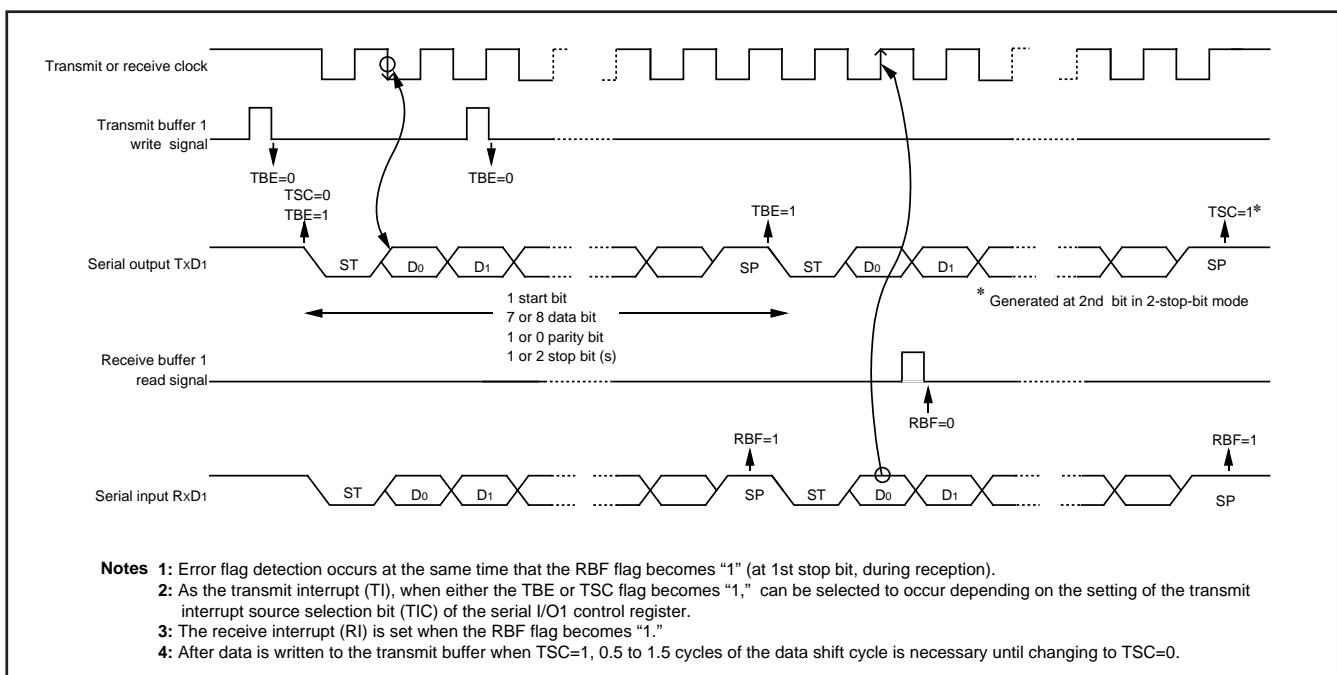 Transmit or receive clock
Transmit buffer 1
write signal
TBE=0
TSC=0
TBE=1
TBE=0
TBE=1
TSC=1*
Serial output TxD1
ST
D0
D1
SP
ST
D0
D1
SP
1 start bit
7 or 8 data bit
1 or 0 parity bit
1 or 2 stop bit (s)
* Generated at 2nd bit in 2-stop-bit mode
Receive buffer 1
read signal
RBF=0
RBF=1
RBF=1
Serial input RxD1
ST
D0
D1
SP
ST
D0
D1
SP
Notes 1: Error flag detection occurs at the same time that the RBF flag becomes “1” (at 1st stop bit, during reception).
2: As the transmit interrupt (TI), when either the TBE or TSC flag becomes “1,” can be selected to occur depending on the setting of the transmit
interrupt source selection bit (TIC) of the serial I/O1 control register.
3: The receive interrupt (RI) is set when the RBF flag becomes “1.”
4: After data is written to the transmit buffer when TSC=1, 0.5 to 1.5 cycles of the data shift cycle is necessary until changing to TSC=0.